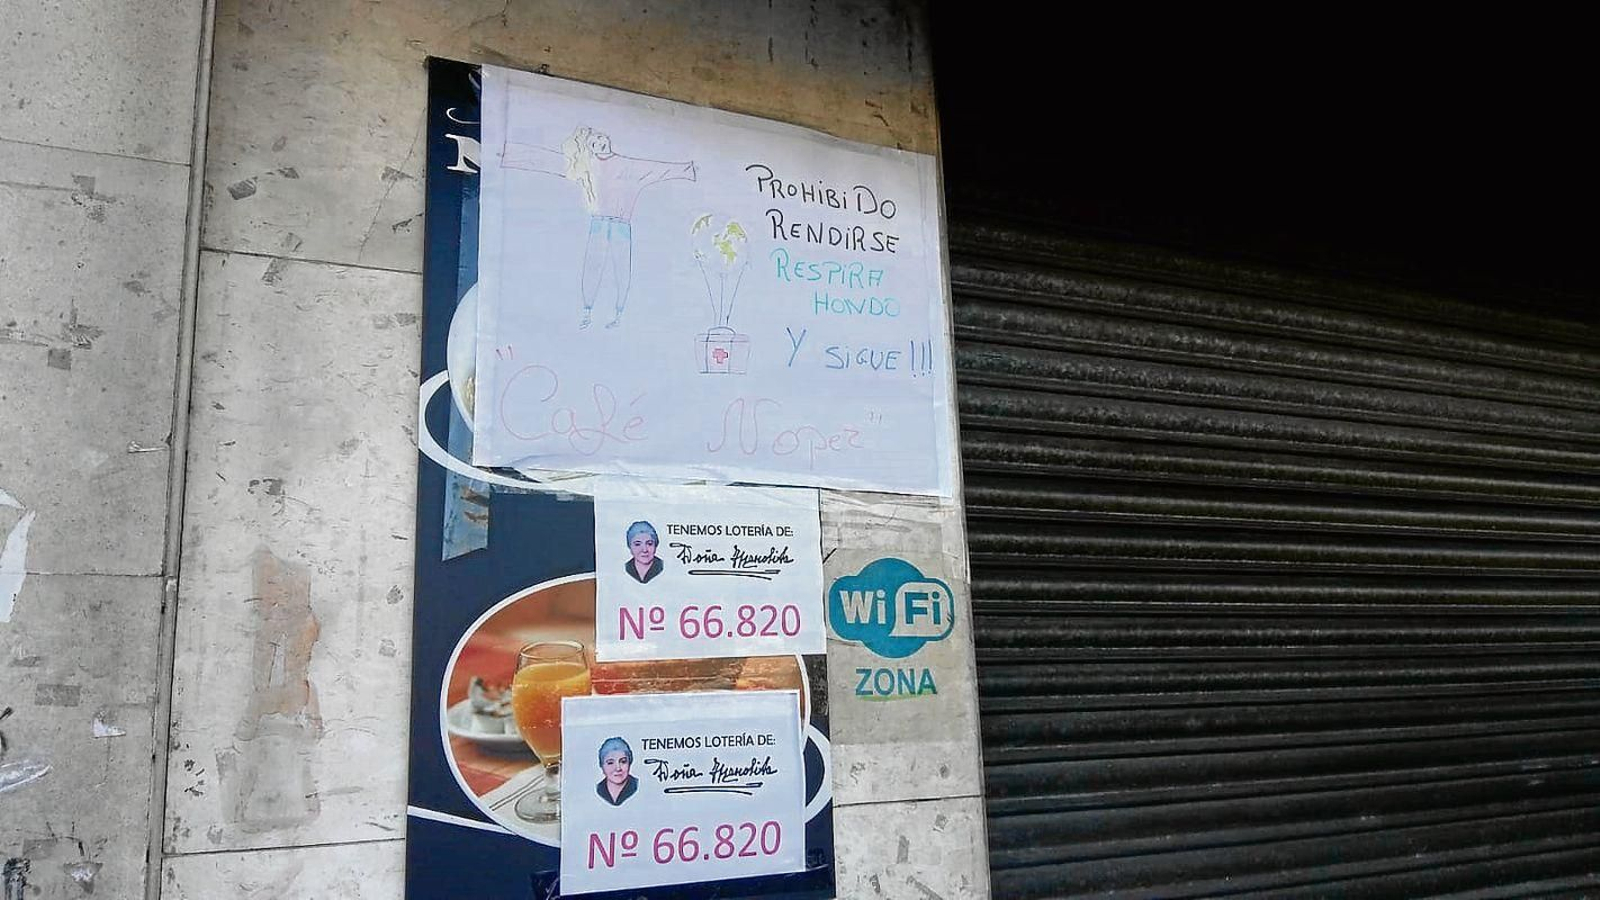 PROHIBIDO
RENDIRSE
RESPIRA
HONDO
Y SIGUE!!!
"Café Noper"
TENEMOS LOTERÍA DE:
Doña Manolita
Nº 66.820
WiFi
ZONA
TENEMOS LOTERÍA DE:
Doña Manolita
Nº 66.820